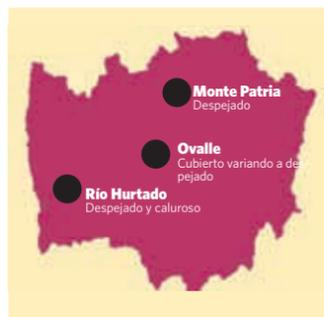 Monte Patria
Despejado
Ovalle
Cubierto variando a des
pejado
Río Hurtado
Despejado y caluroso